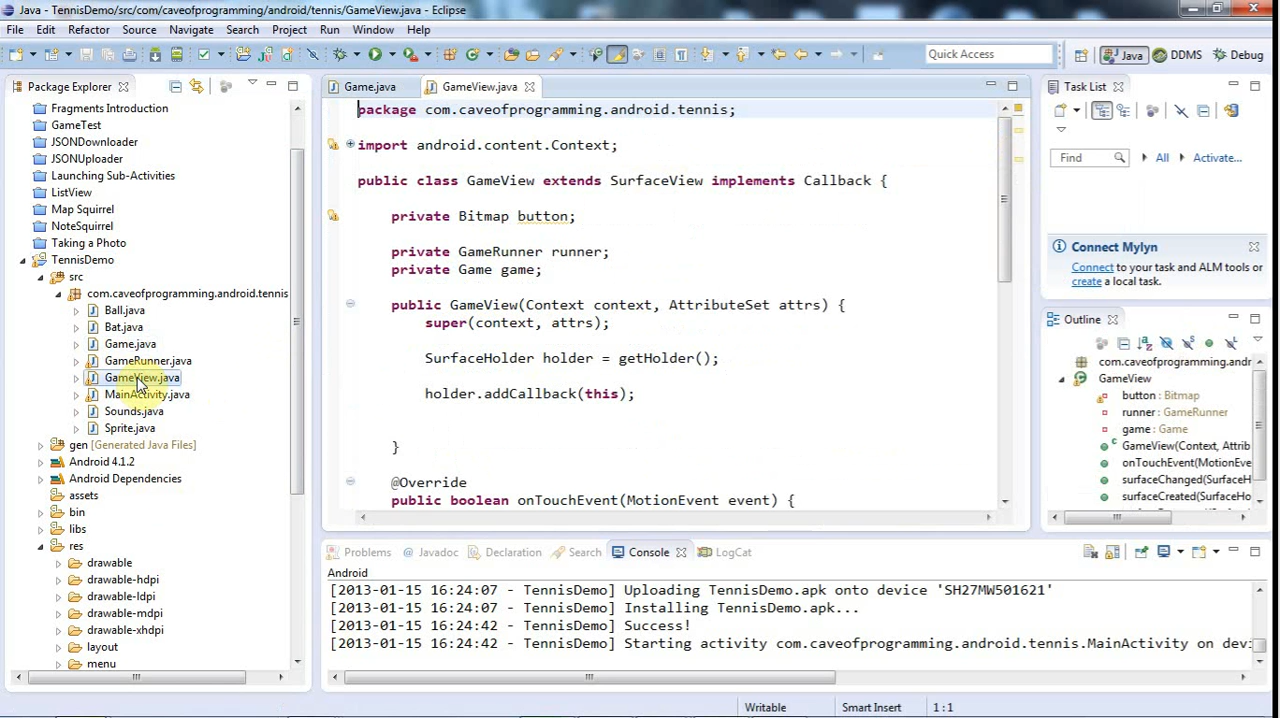 Java - TennisDemo/src/com/caveofprogramming/android/tennis/GameView.java - Eclipse
File Edit Refactor Source Navigate Search Project Run Window Help
Quick Access
Java
DDMS
Debug
Package Explorer
Fragments Introduction
GameTest
JSONDownloader
JSONUploader
Launching Sub-Activities
ListView
Map Squirrel
NoteSquirrel
Taking a Photo
TennisDemo
src
com.caveofprogramming.android.tennis
Ball.java
Bat.java
Game.java
GameRunner.java
GameView.java
MainActivity.java
Sounds.java
Sprite.java
gen [Generated Java Files]
Android 4.1.2
Android Dependencies
assets
bin
libs
res
drawable
drawable-hdpi
drawable-ldpi
drawable-mdpi
drawable-xhdpi
layout
menu
Game.java
GameView.java
package com.caveofprogramming.android.tennis;
import android.content.Context;
public class GameView extends SurfaceView implements Callback {
private Bitmap button;
private GameRunner runner;
private Game game;
public GameView(Context context, AttributeSet attrs) {
super(context, attrs);
SurfaceHolder holder = getHolder();
holder.addCallback(this);
}
@Override
public boolean onTouchEvent(MotionEvent event) {
Task List
Find
All
Activate...
Connect Mylyn
Connect to your task and ALM tools or
create a local task.
Outline
com.caveofprogramming.andr
GameView
button : Bitmap
runner : GameRunner
game : Game
GameView(Context, Attrib
onTouchEvent(MotionEve
surfaceChanged(SurfaceHo
surfaceCreated(SurfaceHo
Problems
Javadoc
Declaration
Search
Console
LogCat
Android
[2013-01-15 16:24:07 - TennisDemo] Uploading TennisDemo.apk onto device 'SH27MW501621'
[2013-01-15 16:24:07 - TennisDemo] Installing TennisDemo.apk...
[2013-01-15 16:24:42 - TennisDemo] Success!
[2013-01-15 16:24:42 - TennisDemo] Starting activity com.caveofprogramming.android.tennis.MainActivity on devi
Writable
Smart Insert
1 : 1